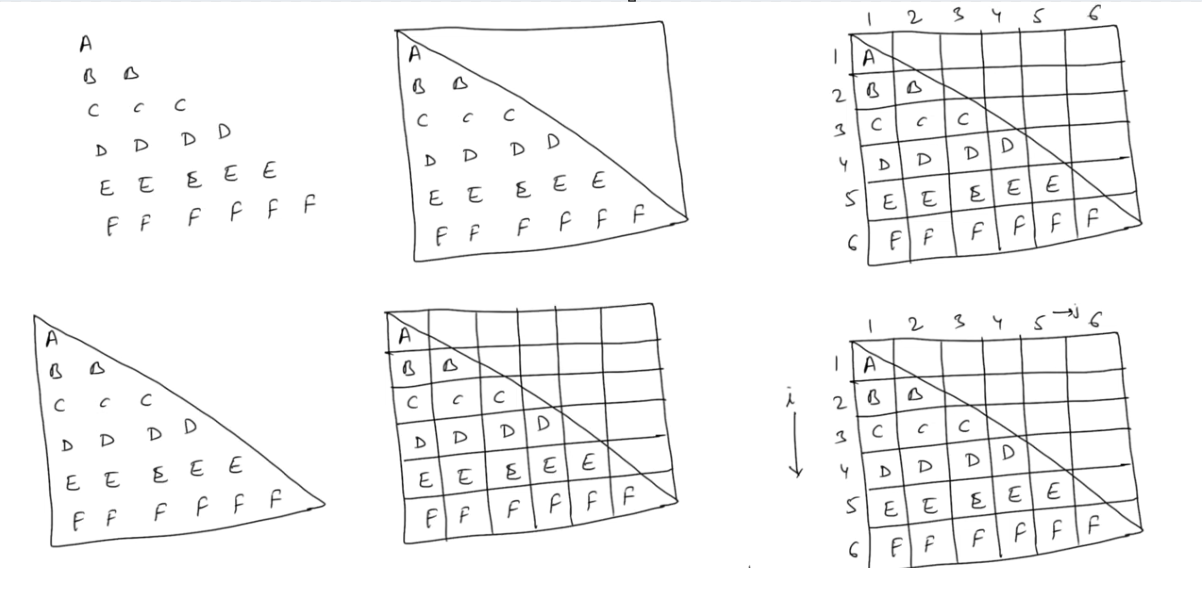 A
B B
C C C
D D D D
E E E E E
F F F F F F
A
B B
C C C
D D D D
E E E E E
F F F F F F
1 2 3 4 5 6
1 A
2 B B
3 C C C
4 D D D D
5 E E E E E
6 F F F F F F
A
B B
C C C
D D D D
E E E E E
F F F F F F
A
B B
C C C
D D D D
E E E E E
F F F F F F
1 2 3 4 5 →j 6
i
1 A
2 B B
3 C C C
4 D D D D
5 E E E E E
6 F F F F F F